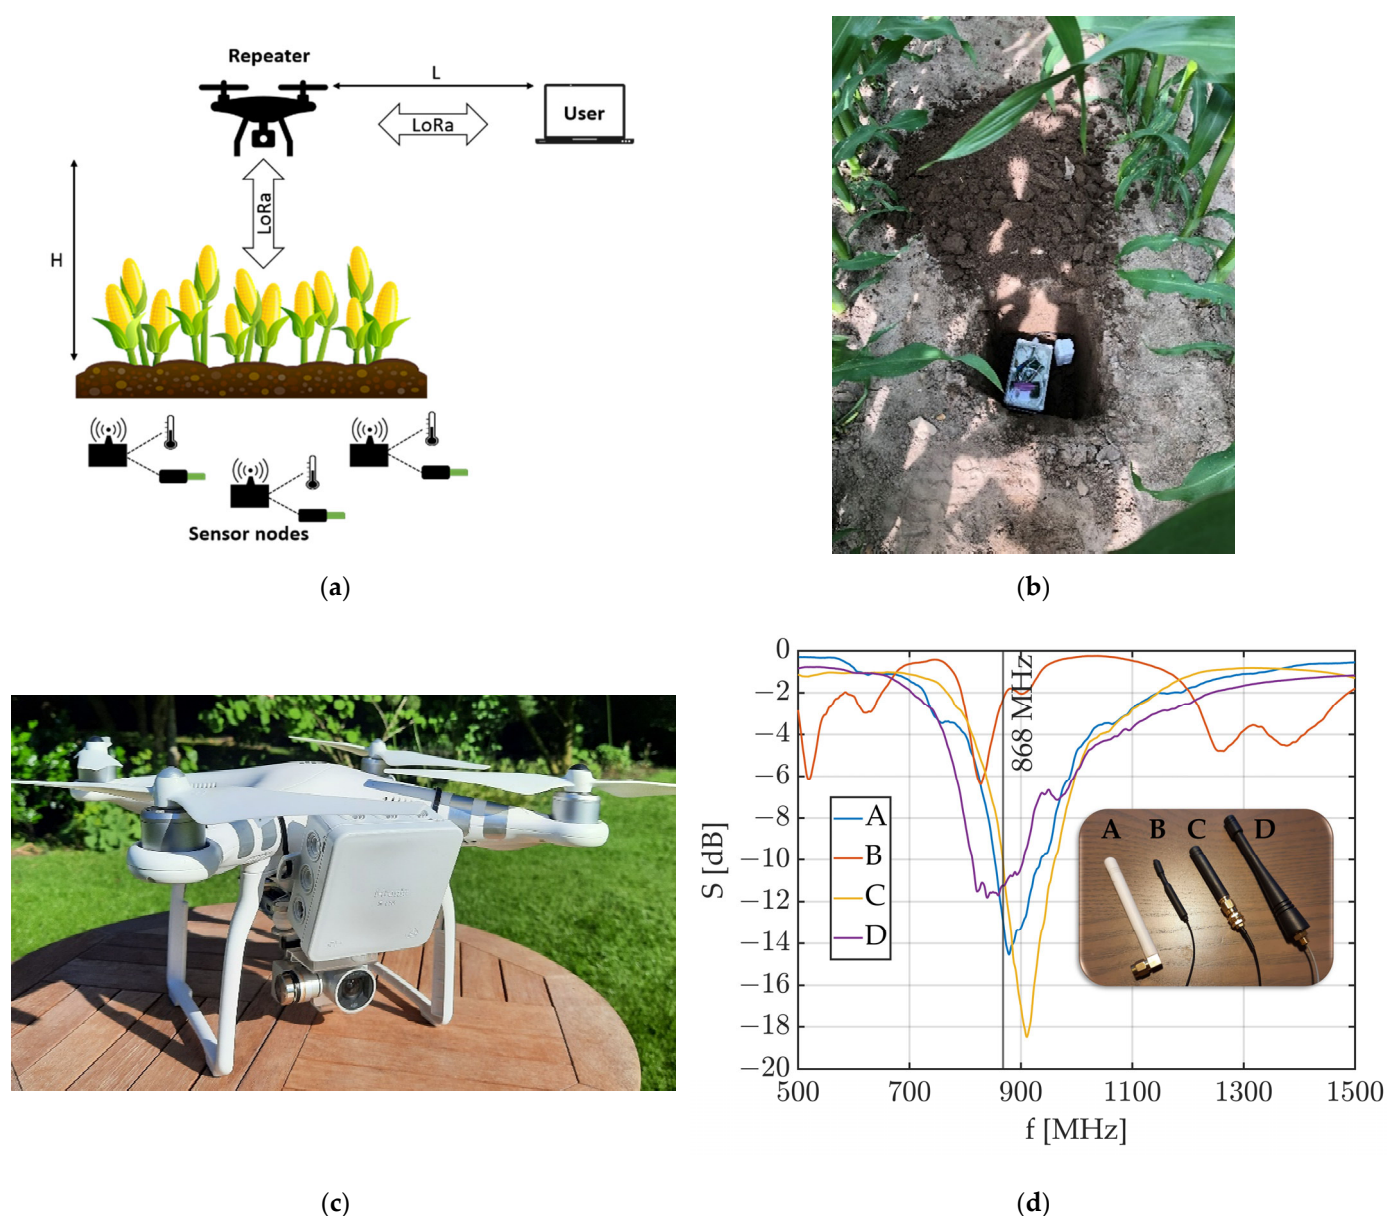 Repeater
L
LoRa
User
LoRa
H
Sensor nodes
(a)
(b)
(c)
0
−2
−4
−6
−8
−10
−12
−14
−16
−18
−20
S [dB]
868 MHz
A
B
C
D
A B C D
500 700 900 1100 1300 1500
f [MHz]
(d)